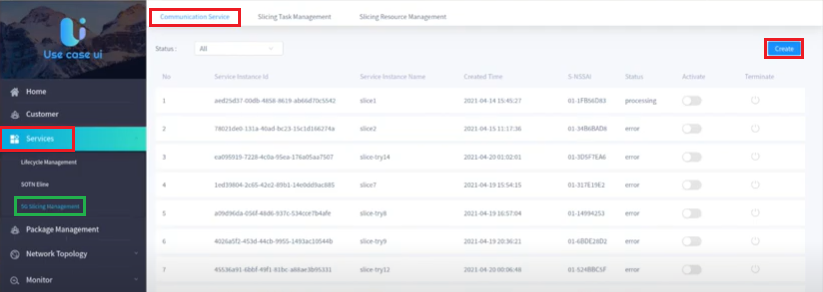 Communication Service Slicing Task Management Slicing Resource Management
Use case ui
Status : All Create
Home
Customer
Services
Lifecycle Management
SOTN Eline
5G Slicing Management
Package Management
Network Topology
Monitor
No Service Instance Id Service Instance Name Created Time S-NSSAI Status Activate Terminate
1 slice1 2021-04-14 15:45:27 processing
2 slice2 2021-04-15 11:17:36 error
3 slice-try14 2021-04-20 01:02:01 error
4 slice7 2021-04-19 15:54:15 01-317E19E2 error
5 slice-try8 2021-04-19 16:57:04 01-14994253 error
6 slice-try9 2021-04-19 20:36:21 error
7 slice-try12 2021-04-20 00:06:48 error